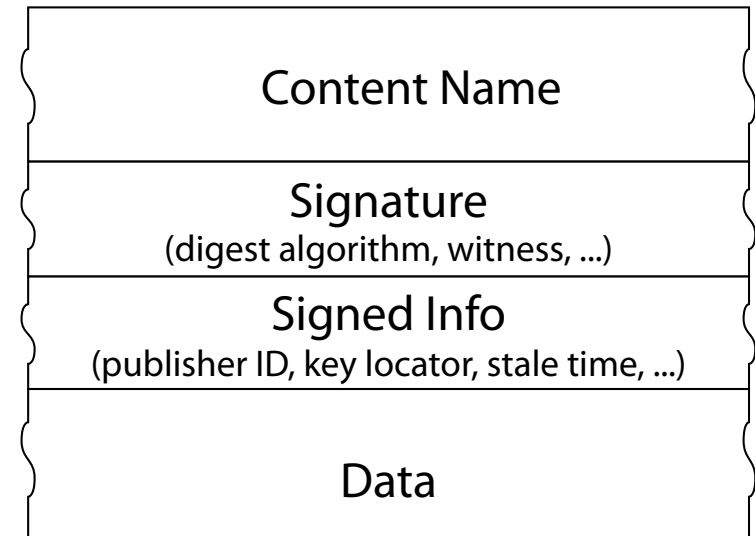 Content Name
Signature
(digest algorithm, witness, ...)
Signed Info
(publisher ID, key locator, stale time, ...)
Data